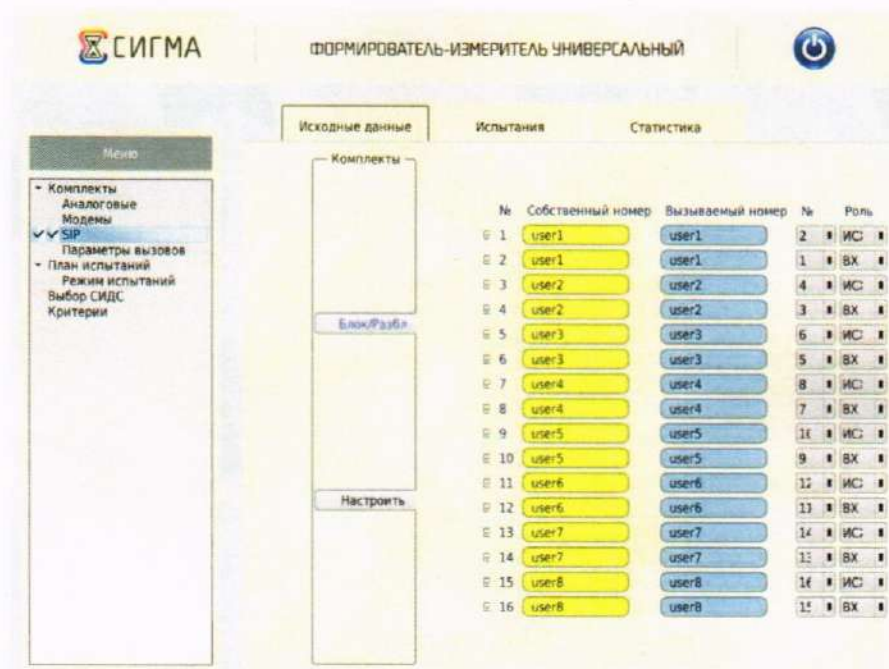 СИГМА
ФОРМИРОВАТЕЛЬ-ИЗМЕРИТЕЛЬ УНИВЕРСАЛЬНЫЙ
Исходные данные Испытания Статистика
Меню
Комплекты
Аналоговые
Модемы
SIP
Параметры вызовов
План испытаний
Режим испытаний
Выбор СИДС
Критерии
Комплекты
Блок/Разбл
Настроить
№ Собственный номер Вызываемый номер № Роль
1 user1 user1 2 ИС
2 user1 user1 1 ВХ
3 user2 user2 4 ИС
4 user2 user2 3 ВХ
5 user3 user3 6 ИС
6 user3 user3 5 ВХ
7 user4 user4 8 ИС
8 user4 user4 7 ВХ
9 user5 user5 ИС
10 user5 user5 9 ВХ
11 user6 user6 ИС
12 user6 user6 11 ВХ
13 user7 user7 ИС
14 user7 user7 ВХ
15 user8 user8 ИС
16 user8 user8 ВХ